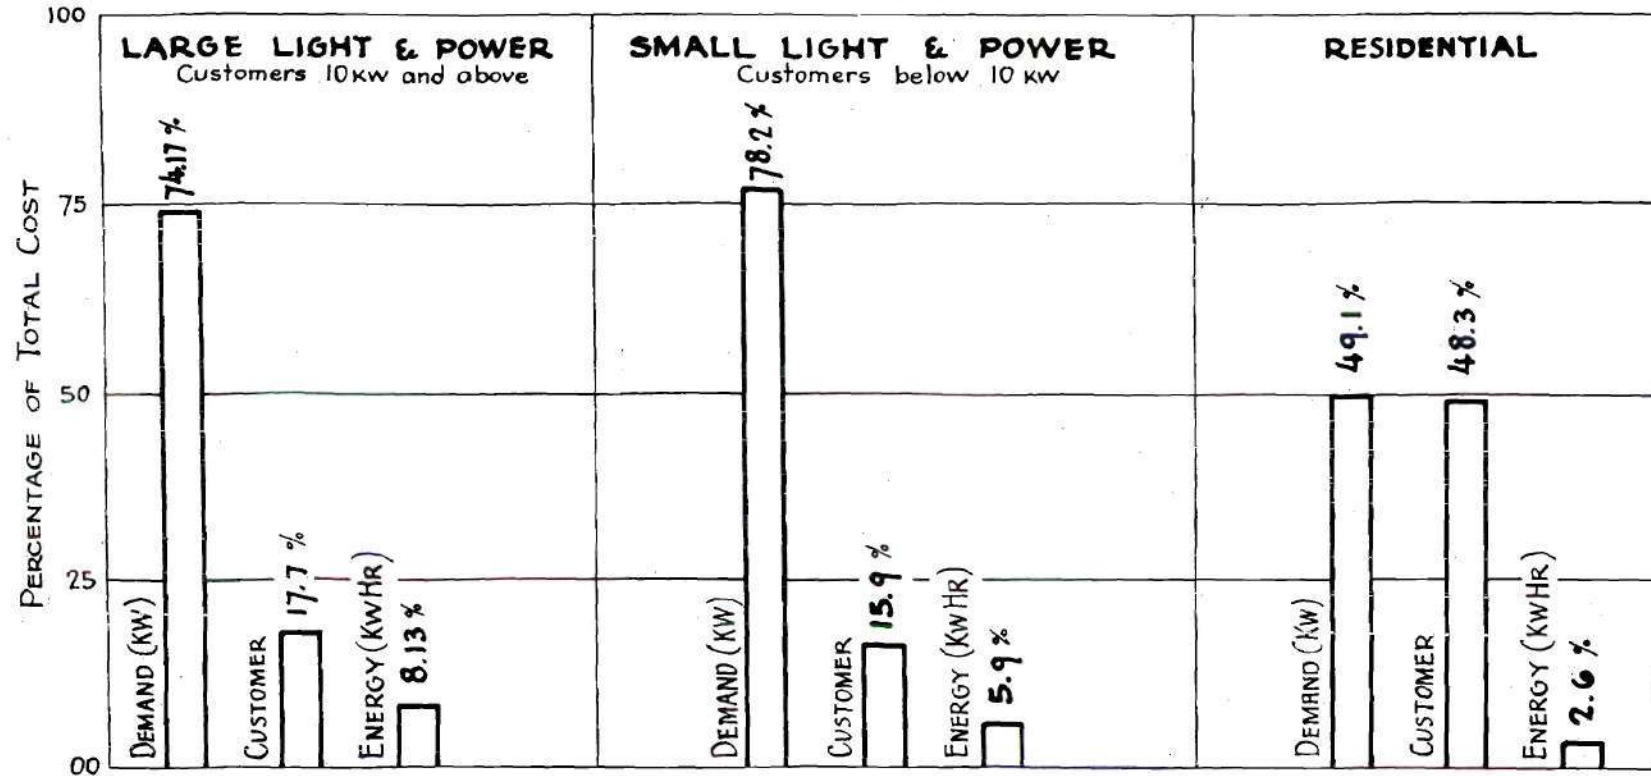 100
75
50
25
00
PERCENTAGE OF TOTAL COST
LARGE LIGHT & POWER
Customers 10KW and above
DEMAND (KW)
74.17 %
CUSTOMER
17.7 %
ENERGY (KWHR)
8.13 %
SMALL LIGHT & POWER
Customers below 10 KW
DEMAND (KW)
78.2 %
CUSTOMER
15.9 %
ENERGY (KWHR)
5.9 %
RESIDENTIAL
DEMAND (KW)
49.1 %
CUSTOMER
48.3 %
ENERGY (KWHR)
2.6 %